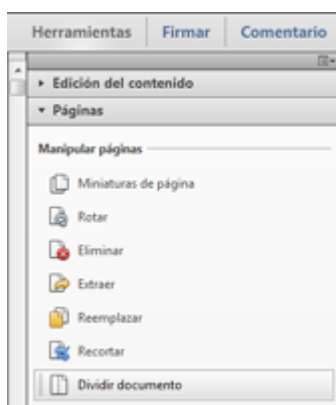 Herramientas Firmar Comentario
Edición del contenido
Páginas
Manipular páginas
Miniaturas de página
Rotar
Eliminar
Extraer
Reemplazar
Recortar
Dividir documento